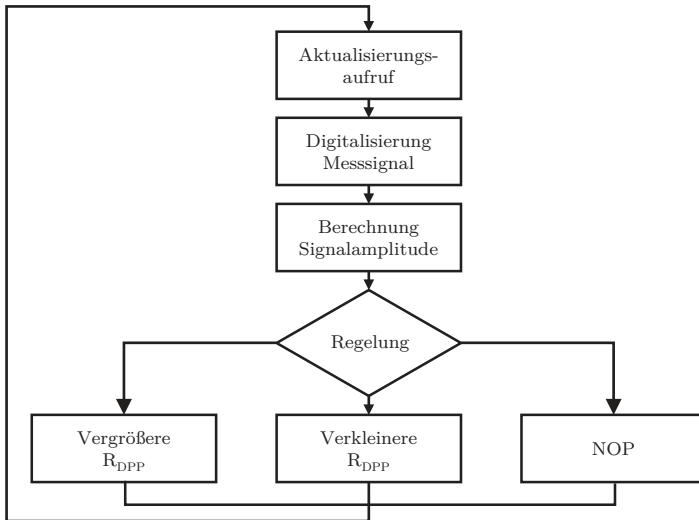 Aktualisierungs-
aufruf
Digitalisierung
Messsignal
Berechnung
Signalamplitude
Regelung
Vergrößere
R_DPP
Verkleinere
R_DPP
NOP